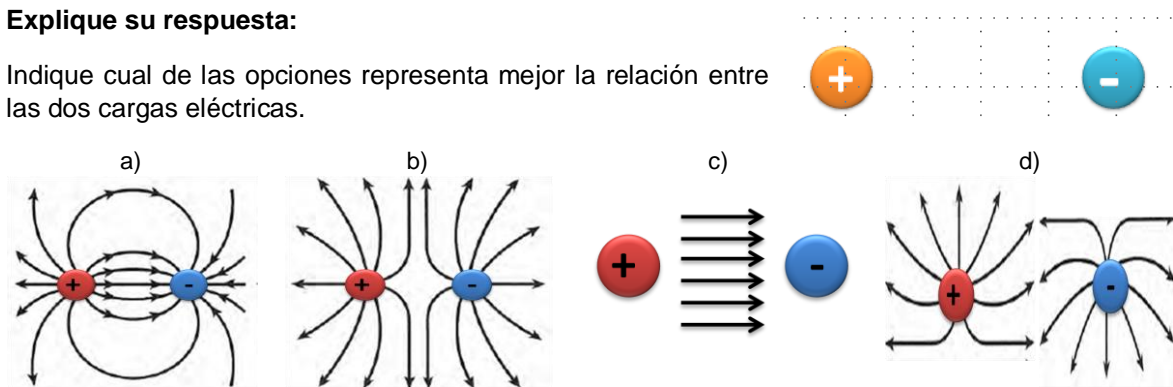 Explique su respuesta:
Indique cual de las opciones representa mejor la relación entre
las dos cargas eléctricas.
+ -
a) b) c) d)
+ - + - + - + -